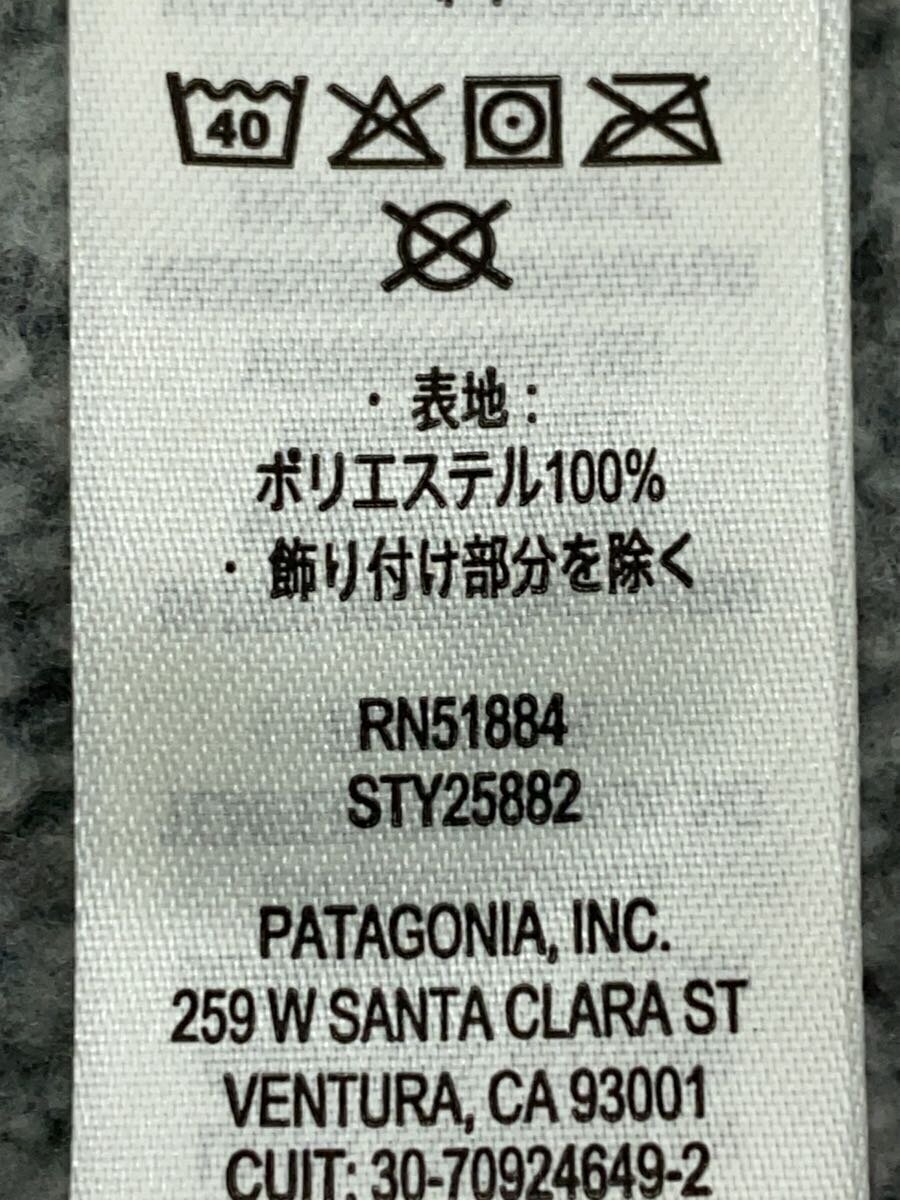 40
・表地:
ポリエステル100%
・飾り付け部分を除く
RN51884
STY25882
PATAGONIA, INC.
259 W SANTA CLARA ST
VENTURA, CA 93001
CUIT: 30-70924649-2